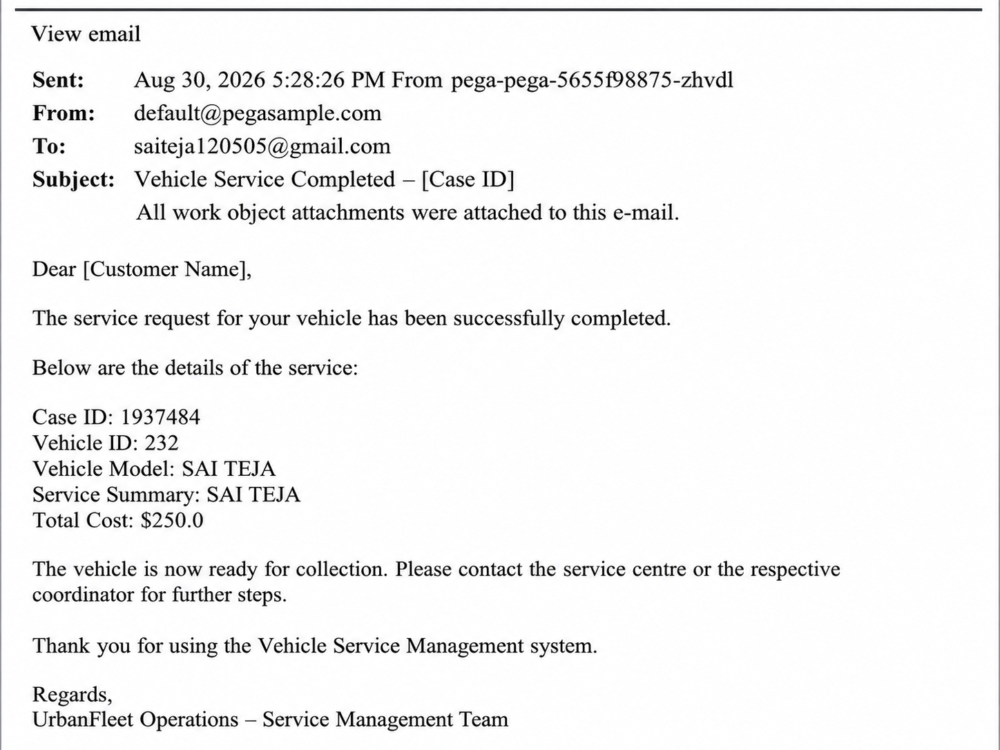 View email
Sent: Aug 30, 2026 5:28:26 PM From pega-pega-5655f98875-zhvdl
From: default@pegasample.com
To: saiteja120505@gmail.com
Subject: Vehicle Service Completed – [Case ID]
All work object attachments were attached to this e-mail.
Dear [Customer Name],
The service request for your vehicle has been successfully completed.
Below are the details of the service:
Case ID: 1937484
Vehicle ID: 232
Vehicle Model: SAI TEJA
Service Summary: SAI TEJA
Total Cost: $250.0
The vehicle is now ready for collection. Please contact the service centre or the respective
coordinator for further steps.
Thank you for using the Vehicle Service Management system.
Regards,
UrbanFleet Operations – Service Management Team